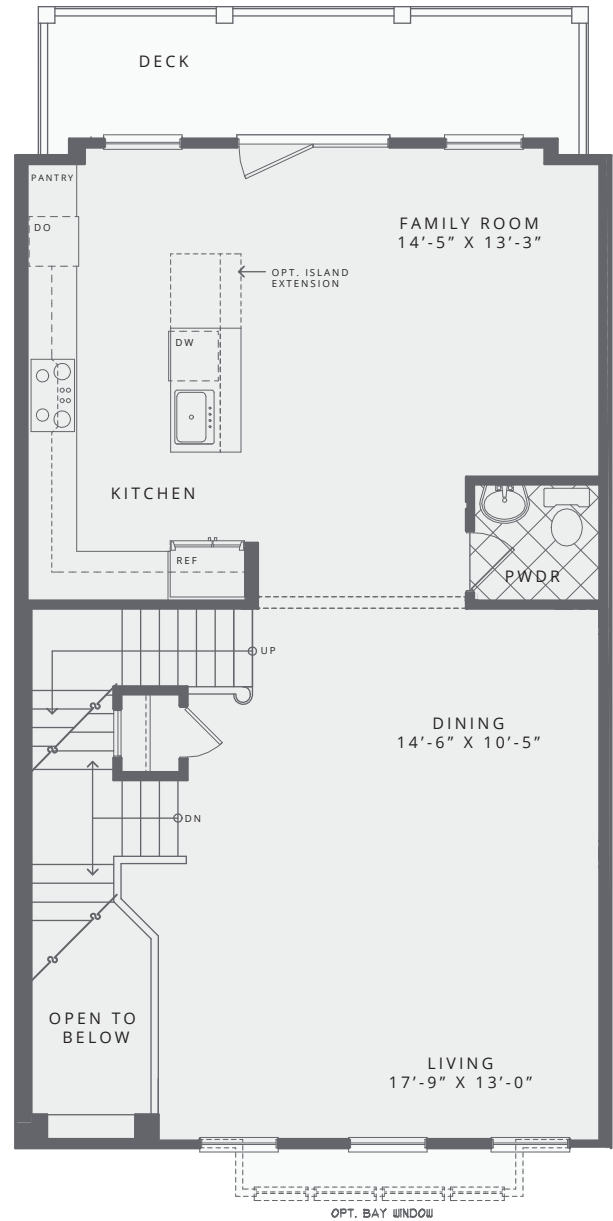 DECK
PANTRY
DO
FAMILY ROOM
14’-5” X 13’-3”
OPT. ISLAND
EXTENSION
DW
KITCHEN
REF
PWDR
UP
DINING
14’-6” X 10’-5”
DN
OPEN TO
BELOW
LIVING
17’-9” X 13’-0”
OPT. BAY WINDOW